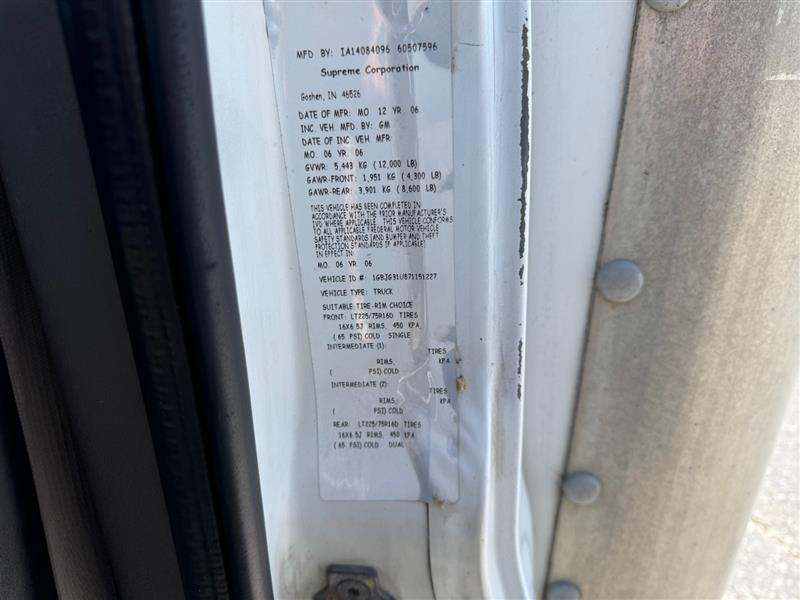 MFD. BY: IA14084096 60507596
Supreme Corporation
Goshen, IN 46526
DATE OF MFR: MO. 12 YR. 06
INC. VEH. MFD. BY: GM
DATE OF INC. VEH MFR:
MO. 06 YR. 06
GVWR: 5,443 KG (12,000 LB)
GAWR-FRONT: 1,951 KG (4,300 LB)
GAWR-REAR: 3,901 KG (8,600 LB)
THIS VEHICLE HAS BEEN COMPLETED IN
ACCORDANCE WITH THE PRIOR MANUFACTURER'S
IVD WHERE APPLICABLE. THIS VEHICLE CONFORMS
TO ALL APPLICABLE FREDERAL MOTOR VEHICLE
SAFETY STANDARDS [AND BUMPER AND THEFT
PROTECTION STANDARDS IF APPLICABLE]
IN EFFECT IN:
MO. 06 YR. 06
VEHICLE ID #: 1GBJG31U871151227
VEHICLE TYPE: TRUCK
SUITABLE TIRE-RIM CHOICE
FRONT: LT225/75R16D TIRES
16X6.5J RIMS, 450 KPA
(65 PSI) COLD SINGLE
INTERMEDIATE (1): TIRES
RIMS, KPA
( PSI) COLD
INTERMEDIATE (2): TIRES
RIMS, KPA
( PSI) COLD
REAR: LT225/75R16D TIRES
16X6.5J RIMS, 450 KPA
(65 PSI) COLD DUAL